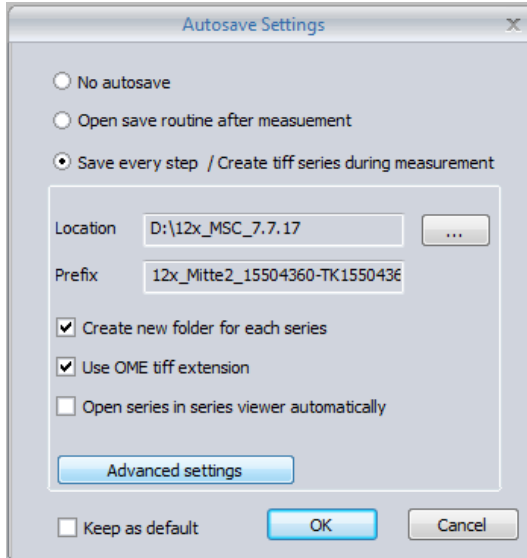 Autosave Settings
No autosave
Open save routine after measuement
Save every step / Create tiff series during measurement
Location D:\12x_MSC_7.7.17 ...
Prefix 12x_Mitte2_15504360-TK1550436
Create new folder for each series
Use OME tiff extension
Open series in series viewer automatically
Advanced settings
Keep as default OK Cancel